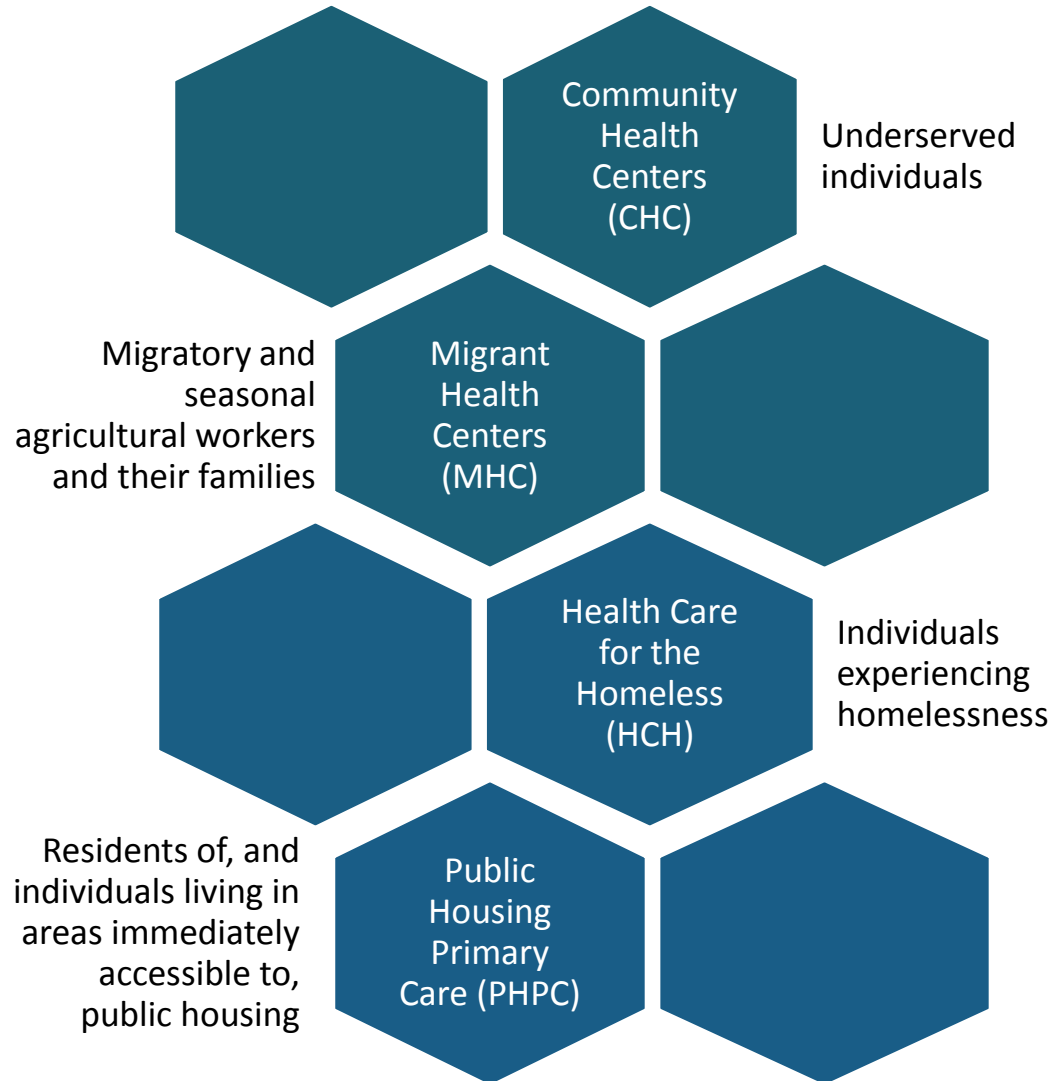 Community
Health
Centers
(CHC)
Underserved
individuals
Migratory and
seasonal
agricultural workers
and their families
Migrant
Health
Centers
(MHC)
Health Care
for the
Homeless
(HCH)
Individuals
experiencing
homelessness
Residents of, and
individuals living in
areas immediately
accessible to,
public housing
Public
Housing
Primary
Care (PHPC)